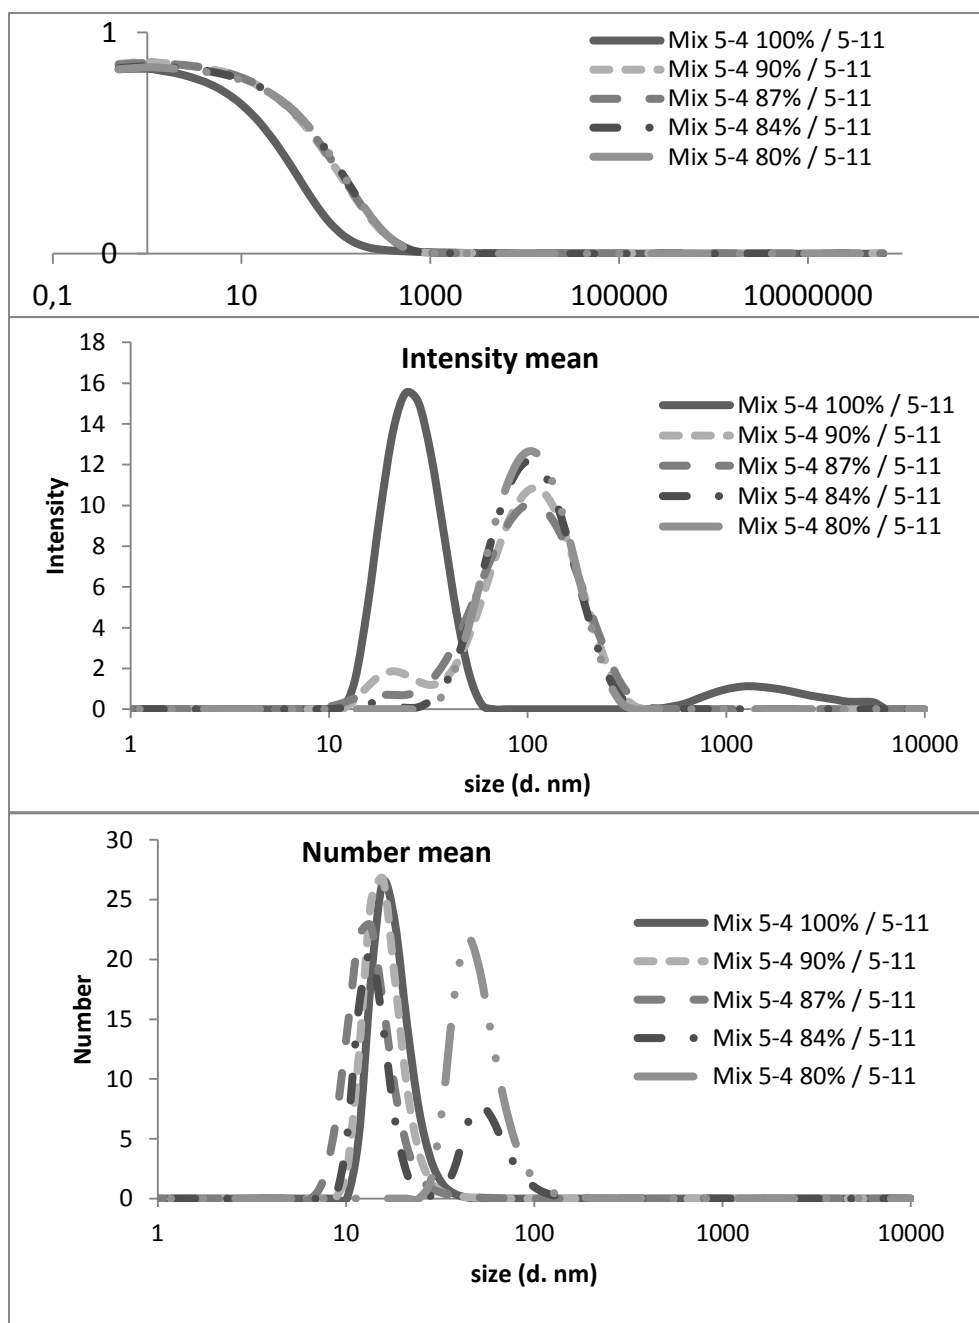 1
0
0,1 10 1000 100000 10000000
Mix 5-4 100% / 5-11
Mix 5-4 90% / 5-11
Mix 5-4 87% / 5-11
Mix 5-4 84% / 5-11
Mix 5-4 80% / 5-11
Intensity mean
Intensity
18
16
14
12
10
8
6
4
2
0
1 10 100 1000 10000
size (d. nm)
Mix 5-4 100% / 5-11
Mix 5-4 90% / 5-11
Mix 5-4 87% / 5-11
Mix 5-4 84% / 5-11
Mix 5-4 80% / 5-11
Number mean
Number
30
25
20
15
10
5
0
1 10 100 1000 10000
size (d. nm)
Mix 5-4 100% / 5-11
Mix 5-4 90% / 5-11
Mix 5-4 87% / 5-11
Mix 5-4 84% / 5-11
Mix 5-4 80% / 5-11